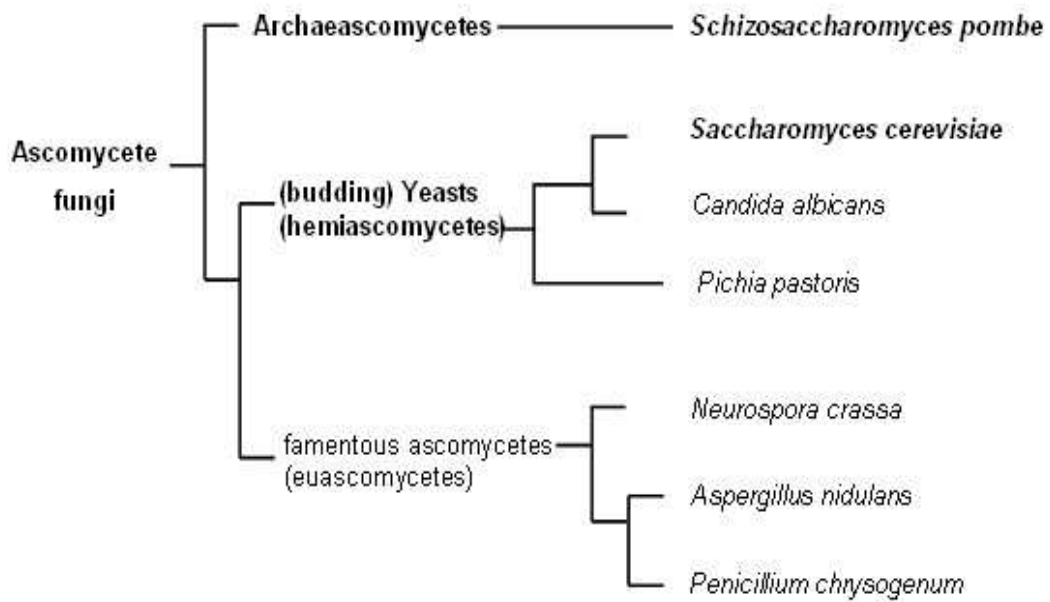 Archaeascomycetes
Schizosaccharomyces pombe
Ascomycete
fungi
(budding) Yeasts
(hemiascomycetes)
Saccharomyces cerevisiae
Candida albicans
Pichia pastoris
famentous ascomycetes
(euascomycetes)
Neurospora crassa
Aspergillus nidulans
Penicillium chrysogenum